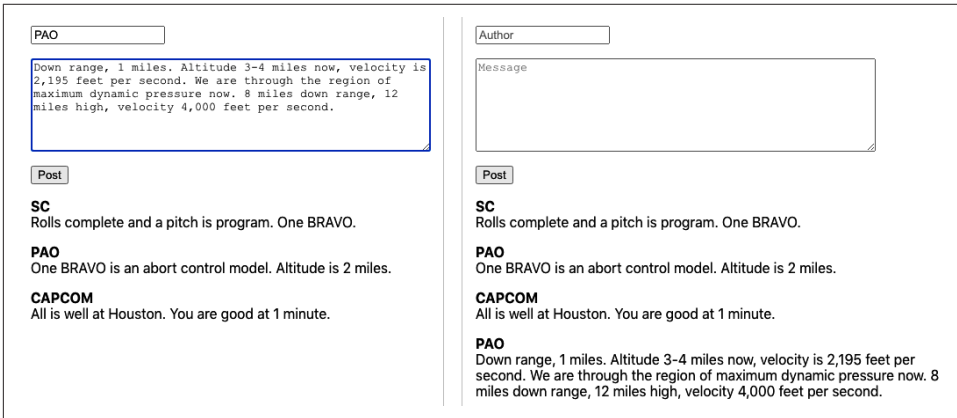 PAO
Down range, 1 miles. Altitude 3-4 miles now, velocity is
2,195 feet per second. We are through the region of
maximum dynamic pressure now. 8 miles down range, 12
miles high, velocity 4,000 feet per second.
Post
SC
Rolls complete and a pitch is program. One BRAVO.
PAO
One BRAVO is an abort control model. Altitude is 2 miles.
CAPCOM
All is well at Houston. You are good at 1 minute.
Author
Message
Post
SC
Rolls complete and a pitch is program. One BRAVO.
PAO
One BRAVO is an abort control model. Altitude is 2 miles.
CAPCOM
All is well at Houston. You are good at 1 minute.
PAO
Down range, 1 miles. Altitude 3-4 miles now, velocity is 2,195 feet per
second. We are through the region of maximum dynamic pressure now. 8
miles down range, 12 miles high, velocity 4,000 feet per second.